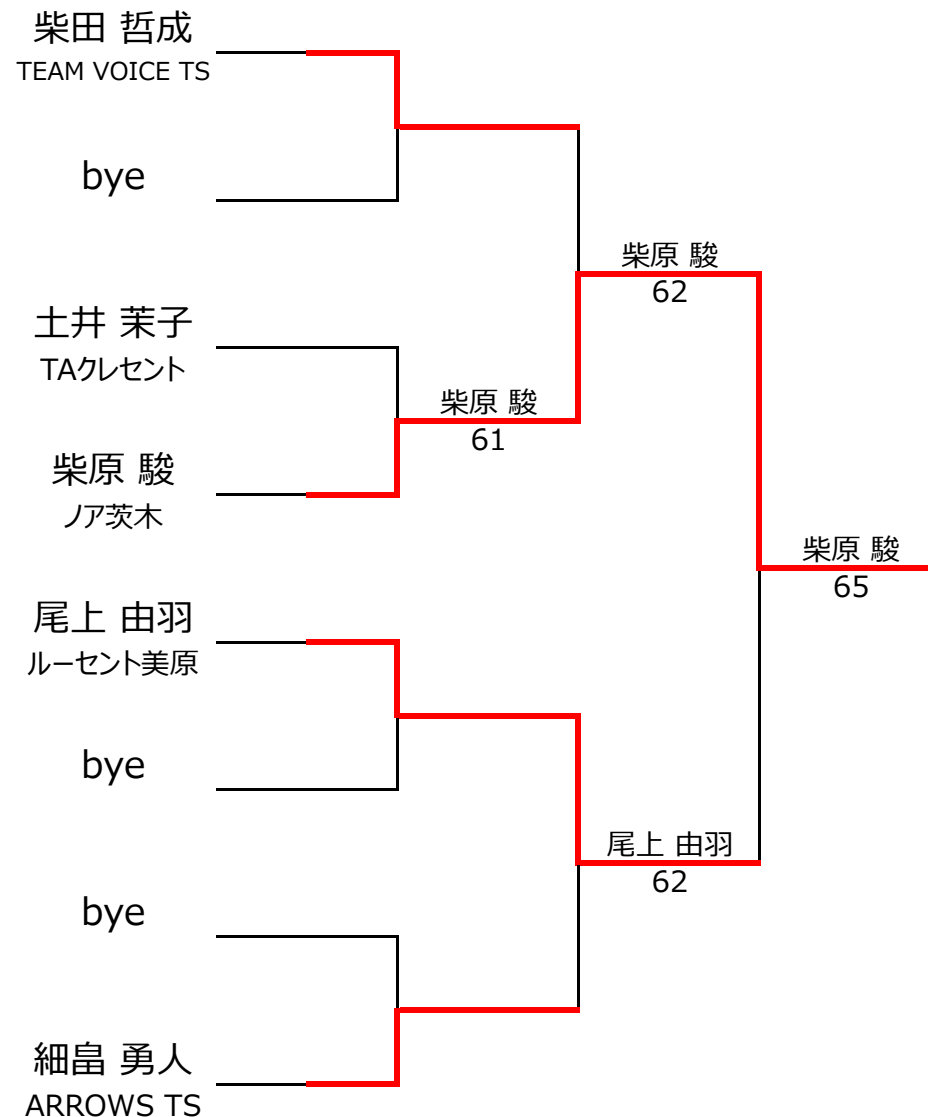 柴田 哲成
TEAM VOICE TS
bye
土井 茉子
TAクレセント
柴原 駿
ノア茨木
尾上 由羽
ルーセント美原
bye
bye
細畠 勇人
ARROWS TS
柴原 駿
61
柴原 駿
62
尾上 由羽
62
柴原 駿
65